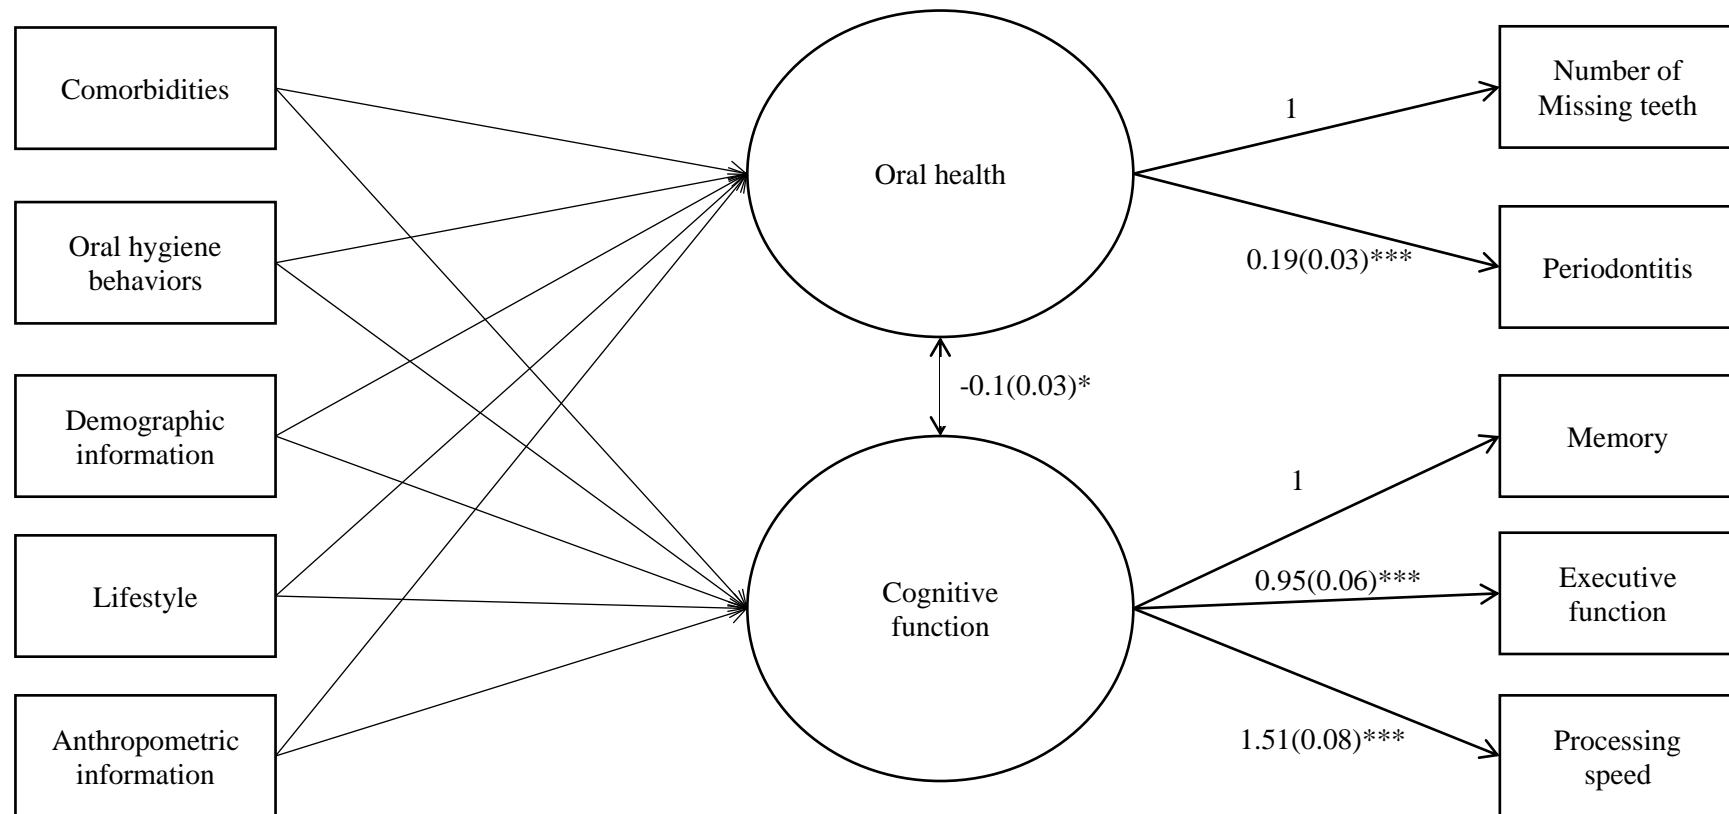 Comorbidities
Oral hygiene
behaviors
Demographic
information
Lifestyle
Anthropometric
information
Oral health
-0.1(0.03)*
Cognitive
function
1
0.19(0.03)***
1
0.95(0.06)***
1.51(0.08)***
Number of
Missing teeth
Periodontitis
Memory
Executive
function
Processing
speed